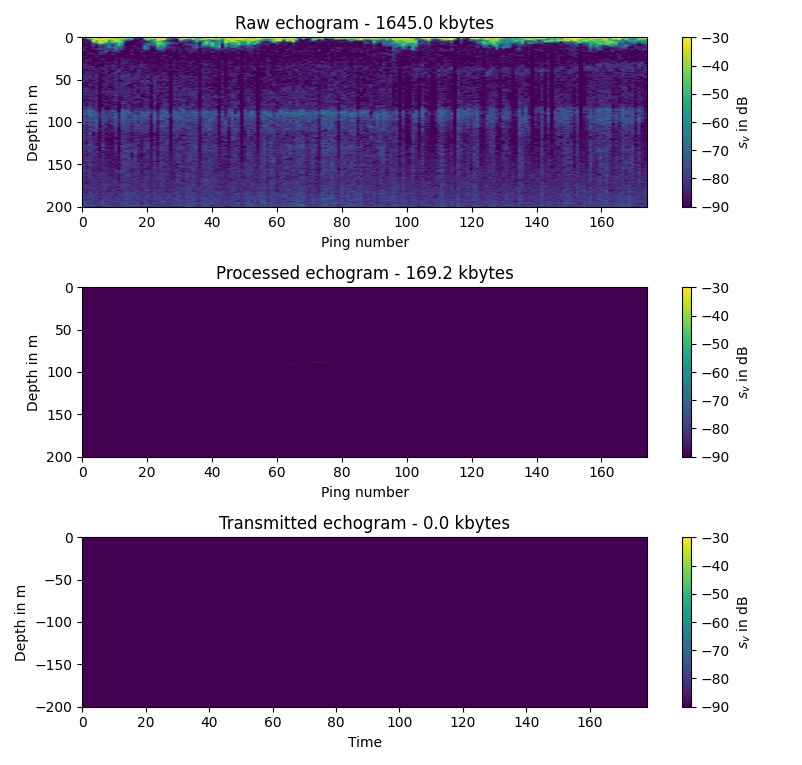 Raw echogram - 1645.0 kbytes
0
50
100
150
200
Depth in m
0 20 40 60 80 100 120 140 160
Ping number
−30
−40
−50
−60
−70
−80
−90
sv in dB
Processed echogram - 169.2 kbytes
0
50
100
150
200
Depth in m
0 20 40 60 80 100 120 140 160
Ping number
−30
−40
−50
−60
−70
−80
−90
sv in dB
Transmitted echogram - 0.0 kbytes
0
−50
−100
−150
−200
Depth in m
0 20 40 60 80 100 120 140 160
Time
−30
−40
−50
−60
−70
−80
−90
sv in dB